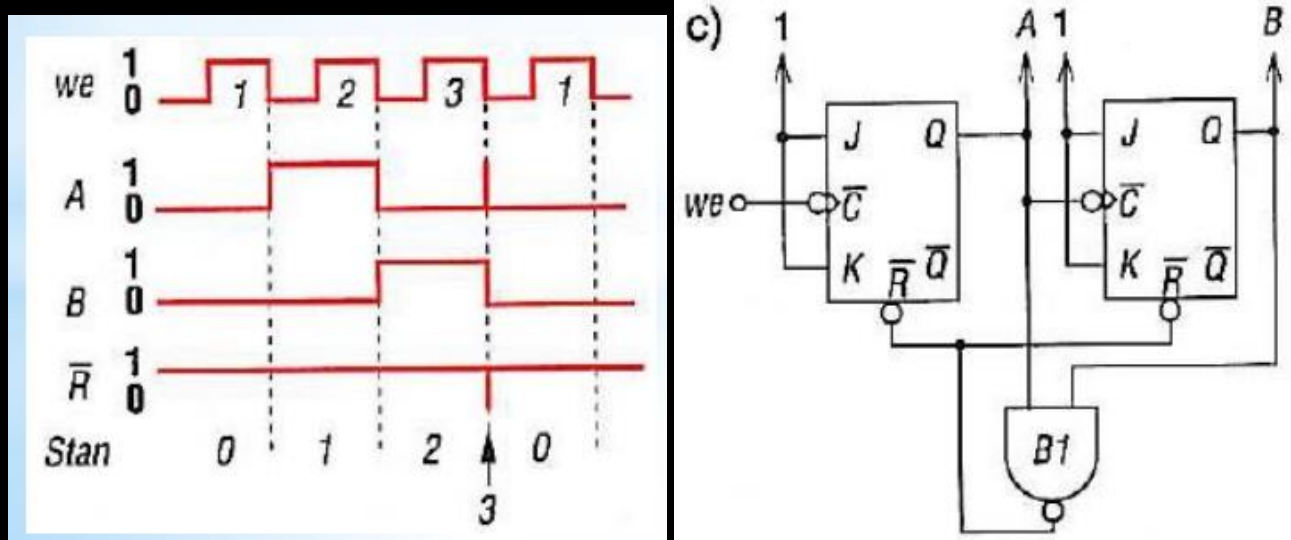 we 1 0 1 2 3 1
A 1 0
B 1 0
R̅ 1 0
Stan 0 1 2 0
3
c) 1 A 1 B
J Q J Q
we C̅ C̅
K R̅ Q̅ K R̅ Q̅
B1